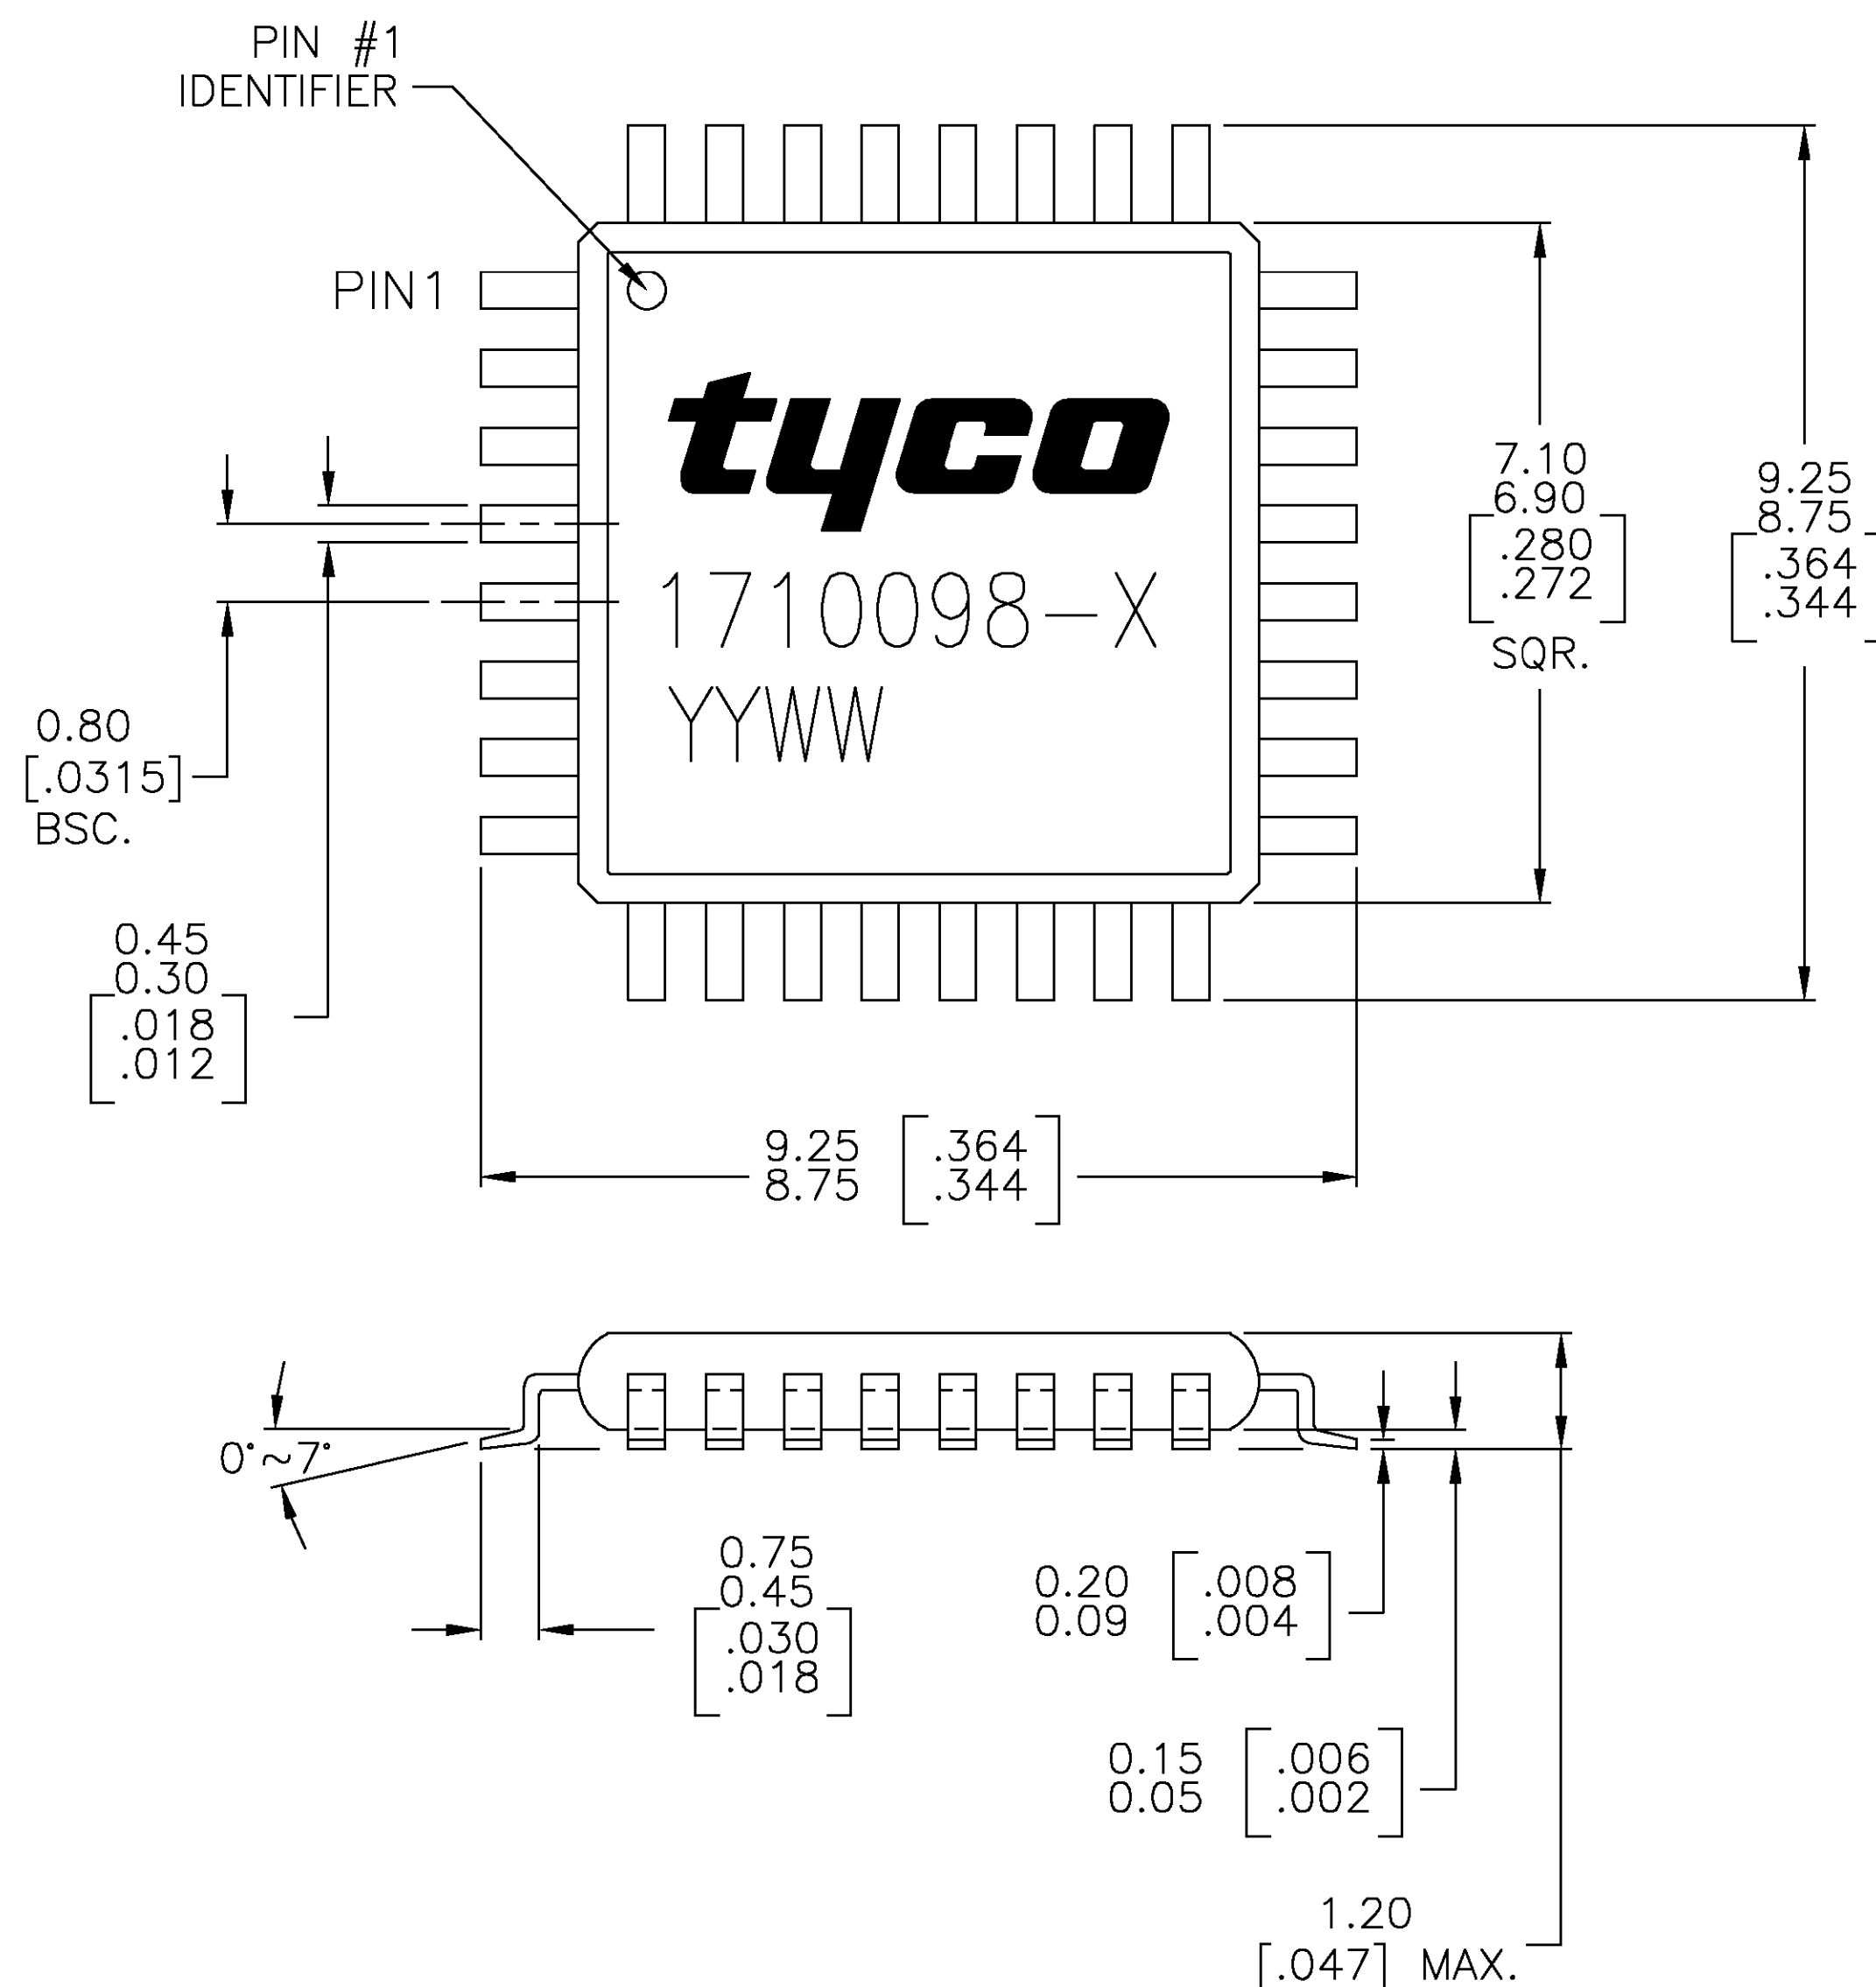 PIN #1
IDENTIFIER
PIN1
tyco
1710098-X
YYWW
7.10
6.90
[.280
.272]
SQR.
9.25
8.75
[.364
.344]
0.80
[.0315]
BSC.
0.45
0.30
[.018
.012]
9.25 [.364
8.75 .344]
0°~7°
0.75
0.45
[.030
.018]
0.20 [.008
0.09 .004]
0.15 [.006
0.05 .002]
1.20
[.047] MAX.